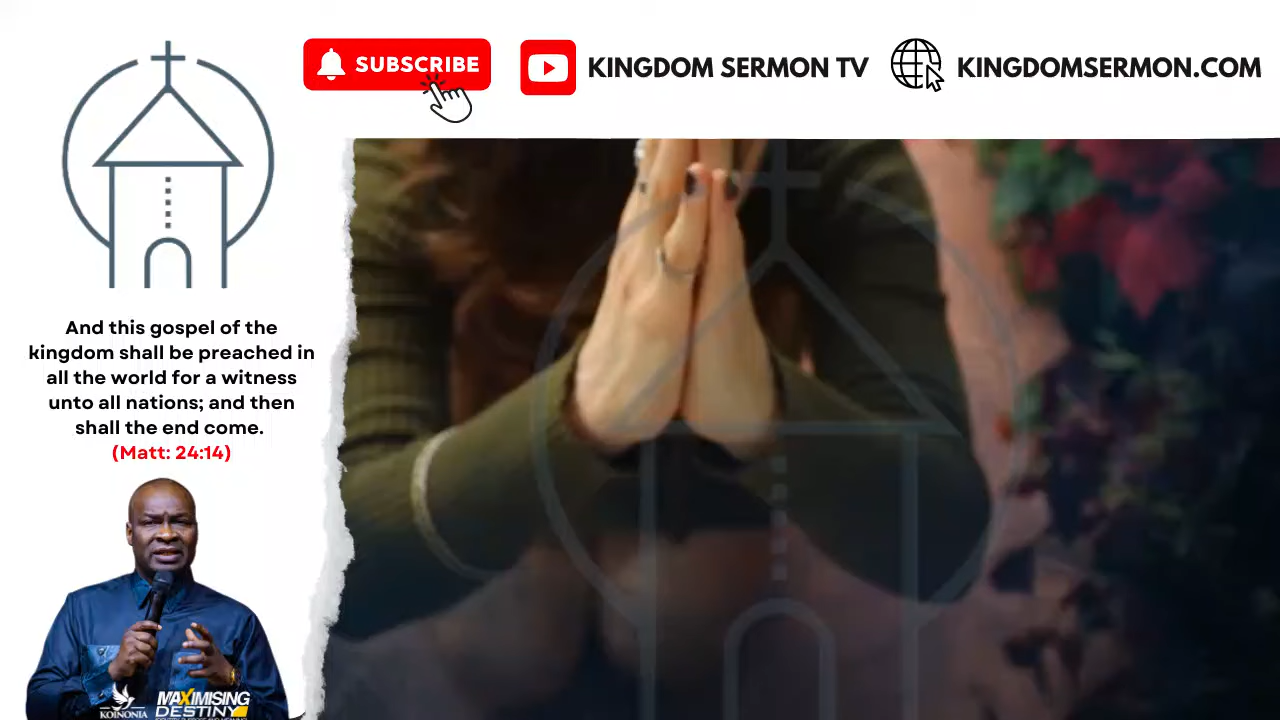 SUBSCRIBE
KINGDOM SERMON TV
KINGDOMSERMON.COM
And this gospel of the
kingdom shall be preached in
all the world for a witness
unto all nations; and then
shall the end come.
(Matt: 24:14)
KOINONIA
MAXIMISING
DESTINY